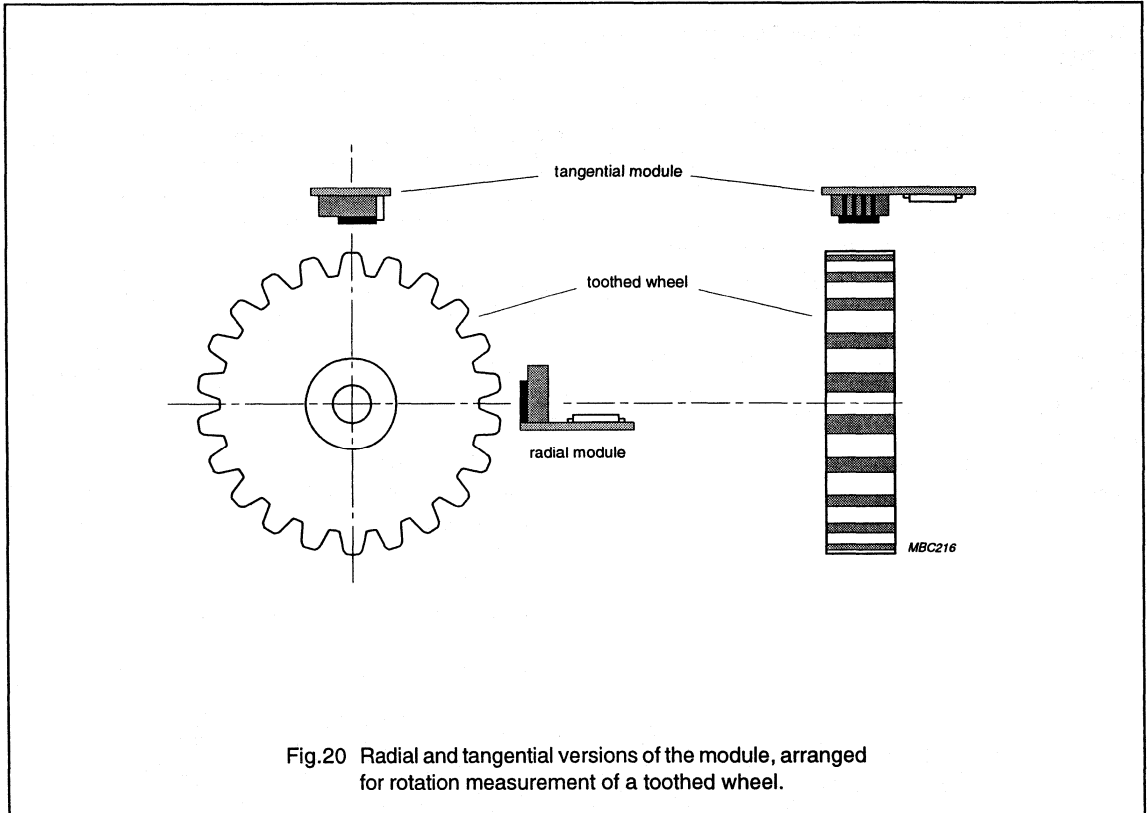 tangential module
toothed wheel
radial module
MBC216
Fig.20 Radial and tangential versions of the module, arranged
for rotation measurement of a toothed wheel.